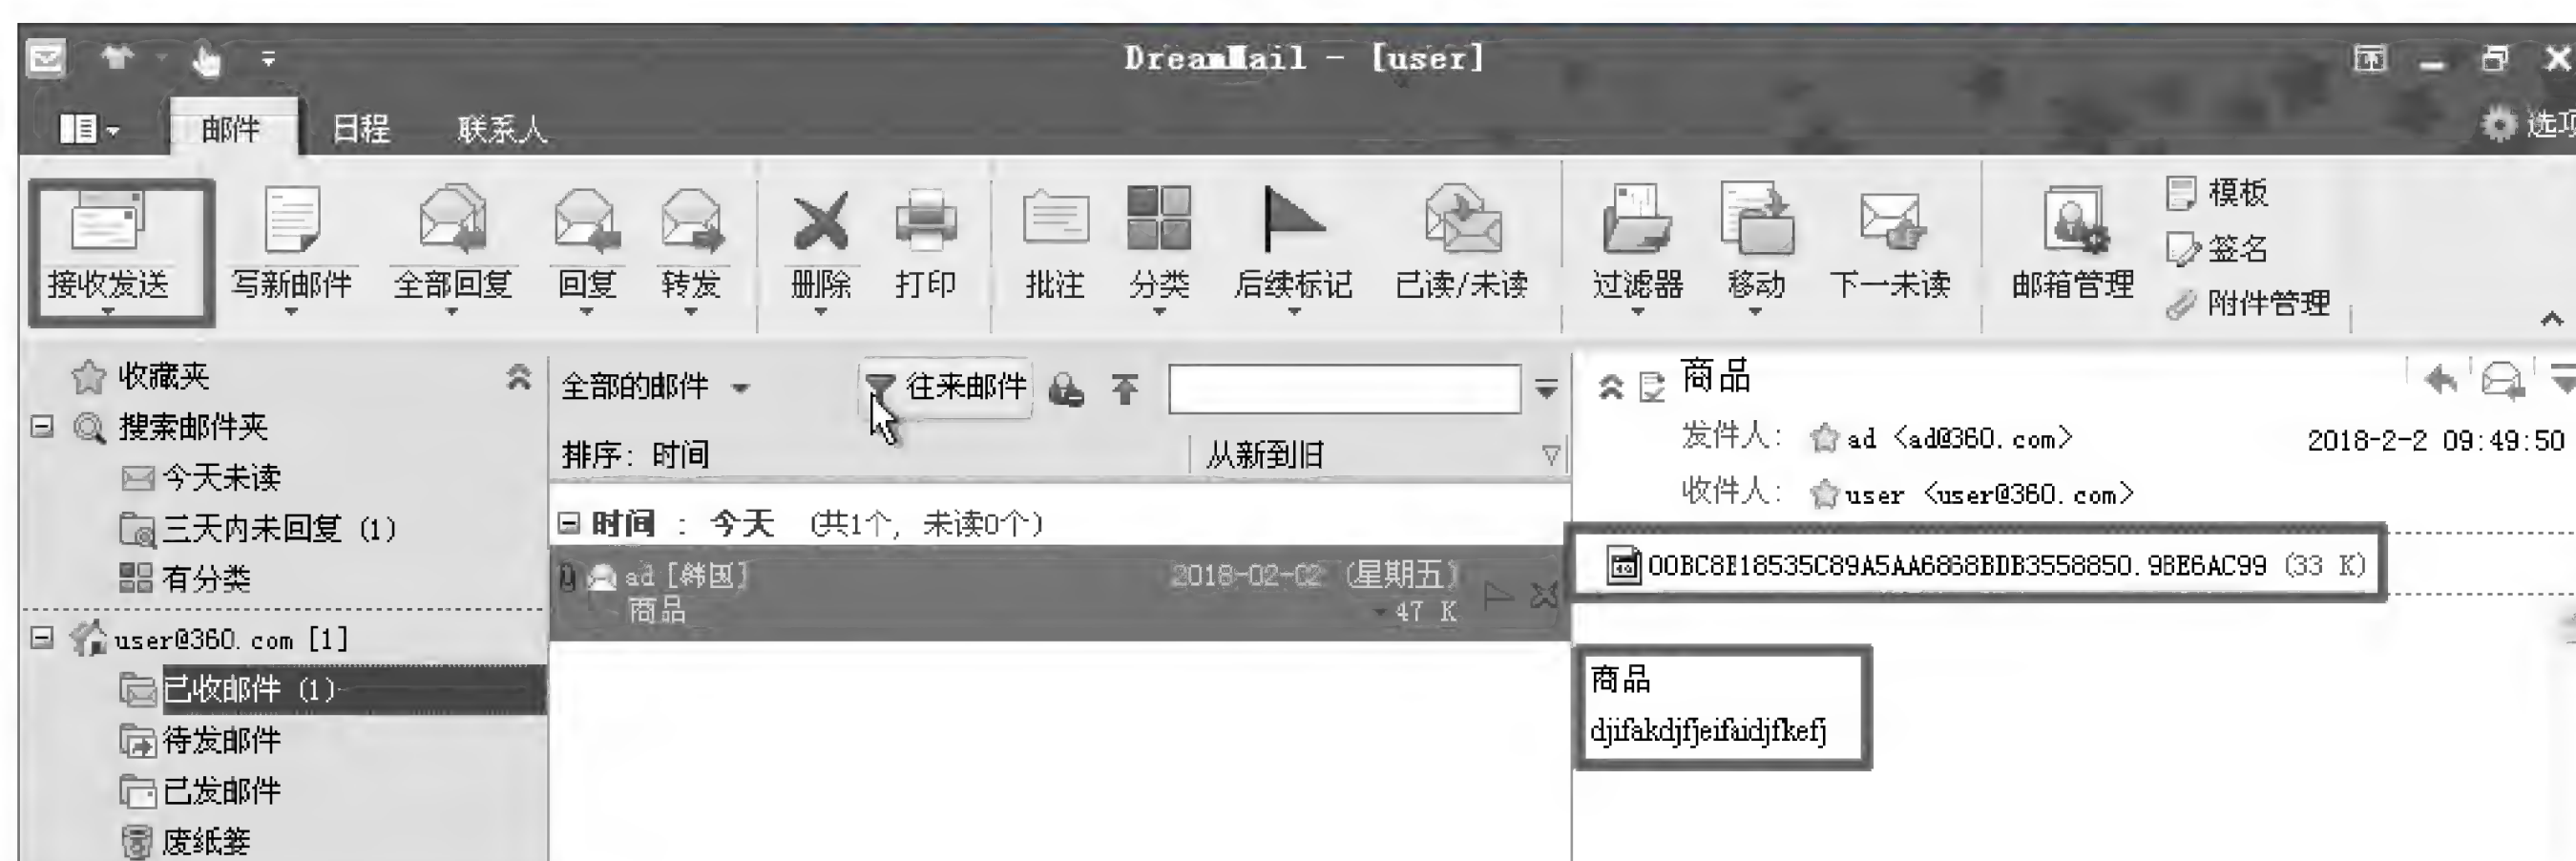 DreamMail - [user]
邮件 日程 联系人
接收发送 写新邮件 全部回复 回复 转发 删除 打印 批注 分类 后续标记 已读/未读 过滤器 移动 下一未读 邮箱管理
模板
签名
附件管理
收藏夹
搜索邮件夹
今天未读
三天内未回复 (1)
有分类
user@360.com [1]
已收邮件 (1)
待发邮件
已发邮件
废纸篓
全部的邮件 往来邮件
排序: 时间 从新到旧
时间 : 今天 (共1个, 未读0个)
ad [韩国] 2018-02-02 (星期五)
商品 47 K
商品
发件人: ad <ad@360.com> 2018-2-2 09:49:50
收件人: user <user@360.com>
00BC8E18535C89A5AA6868BDB3558850.9BE6AC99 (33 K)
商品
djifakdjfjeifaidjfkefj